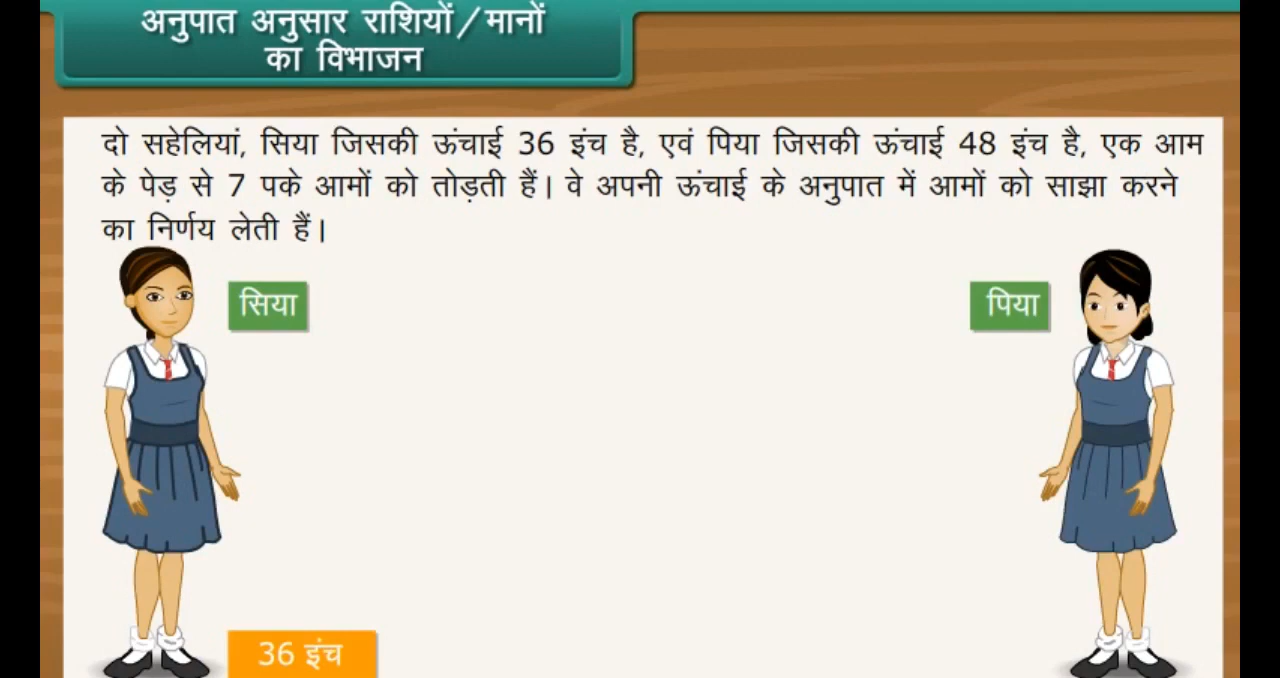 अनुपात अनुसार राशियों/मानों
का विभाजन
दो सहेलियां, सिया जिसकी ऊंचाई 36 इंच है, एवं पिया जिसकी ऊंचाई 48 इंच है, एक आम
के पेड़ से 7 पके आमों को तोड़ती हैं। वे अपनी ऊंचाई के अनुपात में आमों को साझा करने
का निर्णय लेती हैं।
सिया
पिया
36 इंच